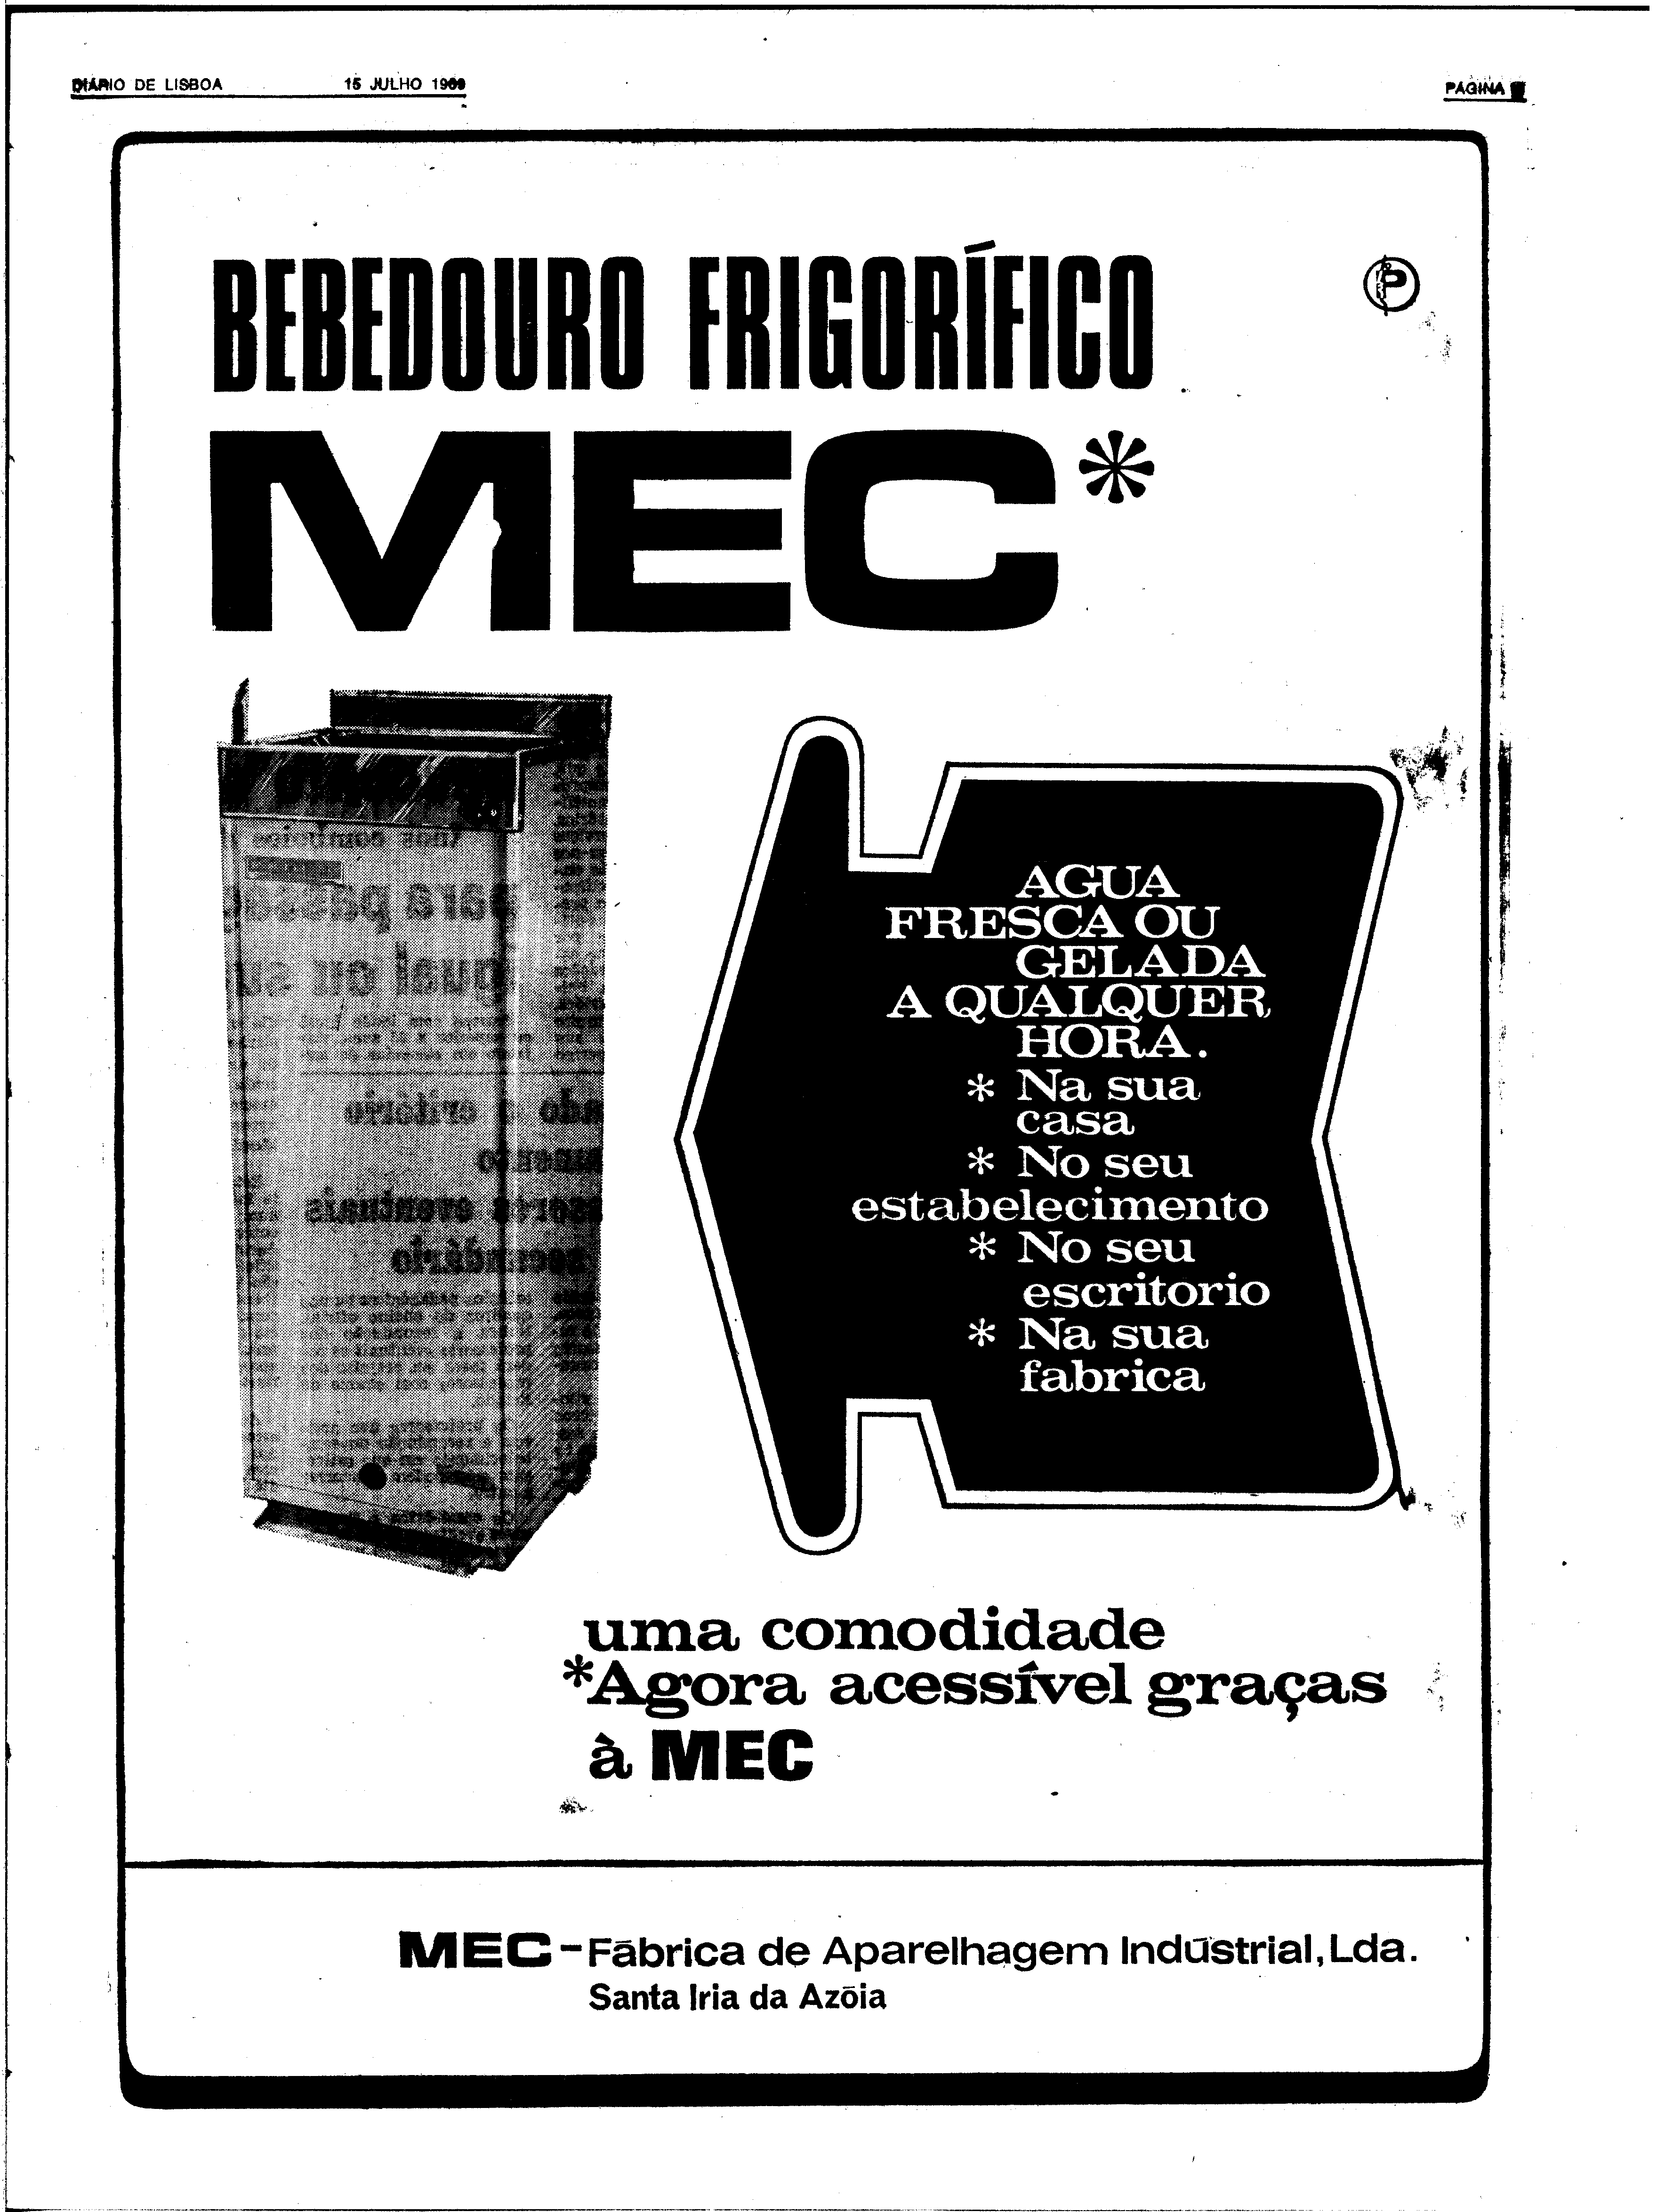 DIÁRIO DE LISBOA 15 JULHO 1969
PÁGINA
BEBEDOURO FRIGORÍFICO
P
MEC*
AGUA
FRESCA OU
GELADA
A QUALQUER
HORA.
* Na sua
casa
* No seu
estabelecimento
* No seu
escritorio
* Na sua
fabrica
uma comodidade
*Agora acessível graças
à MEC
MEC - Fábrica de Aparelhagem Indústrial, Lda.
Santa Iria da Azóia